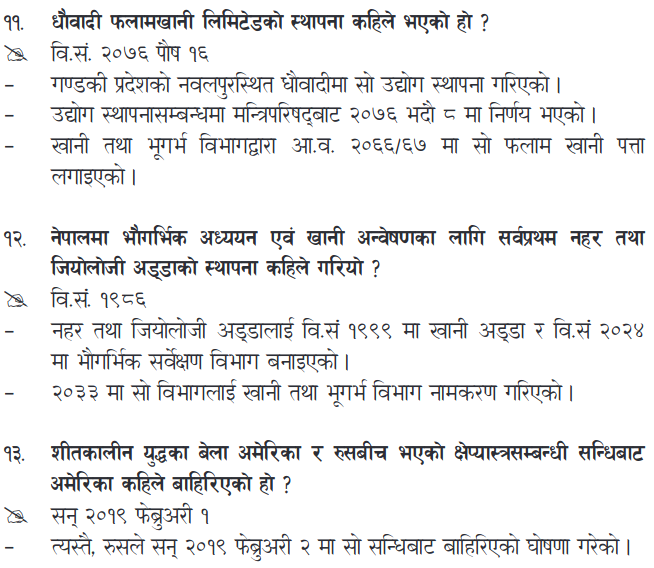 ११. धौवादी फलामखानी लिमिटेडको स्थापना कहिले भएको हो ?
वि.सं. २०७६ पौष १६
– गण्डकी प्रदेशको नवलपुरस्थित धौवादीमा सो उद्योग स्थापना गरिएको ।
– उद्योग स्थापनासम्बन्धमा मन्त्रिपरिषद्बाट २०७६ भदौ ८ मा निर्णय भएको ।
– खानी तथा भूगर्भ विभागद्वारा आ.व. २०६६/६७ मा सो फलाम खानी पत्ता
लगाइएको ।
१२. नेपालमा भौगर्भिक अध्ययन एवं खानी अन्वेषणका लागि सर्वप्रथम नहर तथा
जियोलोजी अड्डाको स्थापना कहिले गरियो ?
वि.सं. १९८६
– नहर तथा जियोलोजी अड्डालाई वि.सं १९९९ मा खानी अड्डा र वि.सं २०२४
मा भौगर्भिक सर्वेक्षण विभाग बनाइएको ।
– २०३३ मा सो विभागलाई खानी तथा भूगर्भ विभाग नामकरण गरिएको ।
१३. शीतकालीन युद्धका बेला अमेरिका र रुसबीच भएको क्षेप्यास्त्रसम्बन्धी सन्धिबाट
अमेरिका कहिले बाहिरिएको हो ?
सन् २०१९ फेब्रुअरी १
– त्यस्तै, रुसले सन् २०१९ फेब्रुअरी २ मा सो सन्धिबाट बाहिरिएको घोषणा गरेको ।